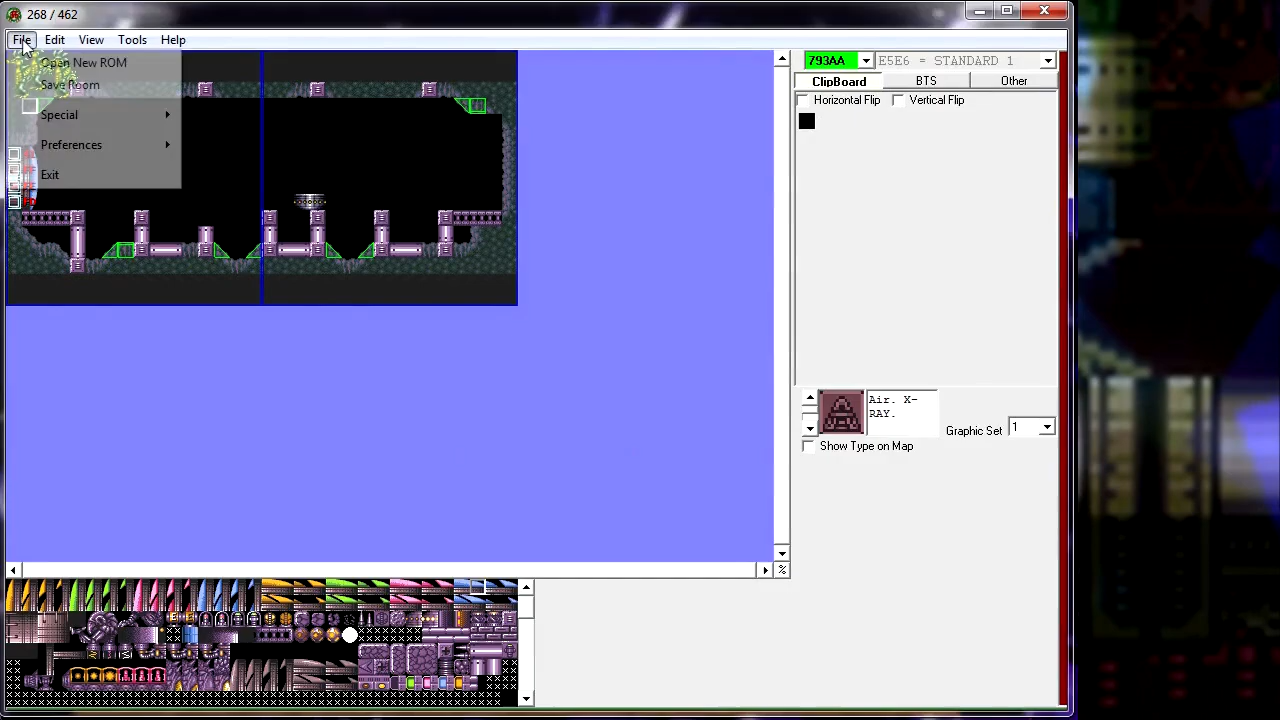 268 / 462
File Edit View Tools Help
Open New ROM
Save Room
Special
Preferences
Exit
793AA E5E6 = STANDARD 1
ClipBoard BTS Other
Horizontal Flip Vertical Flip
Air. X-
RAY.
Graphic Set 1
Show Type on Map
%